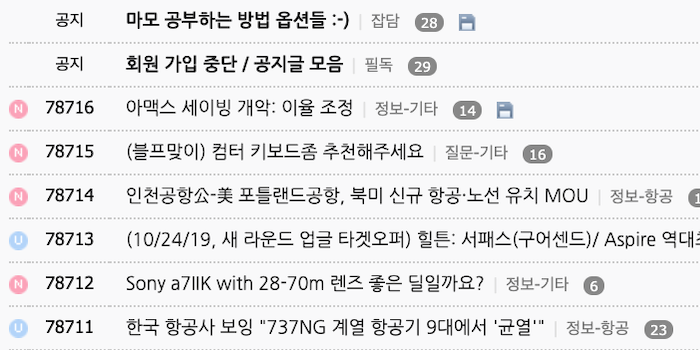 공지 마모 공부하는 방법 옵션들 :-) | 잡담 28
공지 회원 가입 중단 / 공지글 모음 | 필독 29
N 78716 아맥스 세이빙 개악: 이율 조정 | 정보-기타 14
N 78715 (블프맞이) 컴터 키보드좀 추천해주세요 | 질문-기타 16
N 78714 인천공항公-美 포틀랜드공항, 북미 신규 항공·노선 유치 MOU | 정보-항공
U 78713 (10/24/19, 새 라운드 업글 타겟오퍼) 힐튼: 서패스(구어센드)/ Aspire 역대
N 78712 Sony a7IIK with 28-70m 렌즈 좋은 딜일까요? | 정보-기타 6
U 78711 한국 항공사 보잉 "737NG 계열 항공기 9대에서 '균열'" | 정보-항공 23